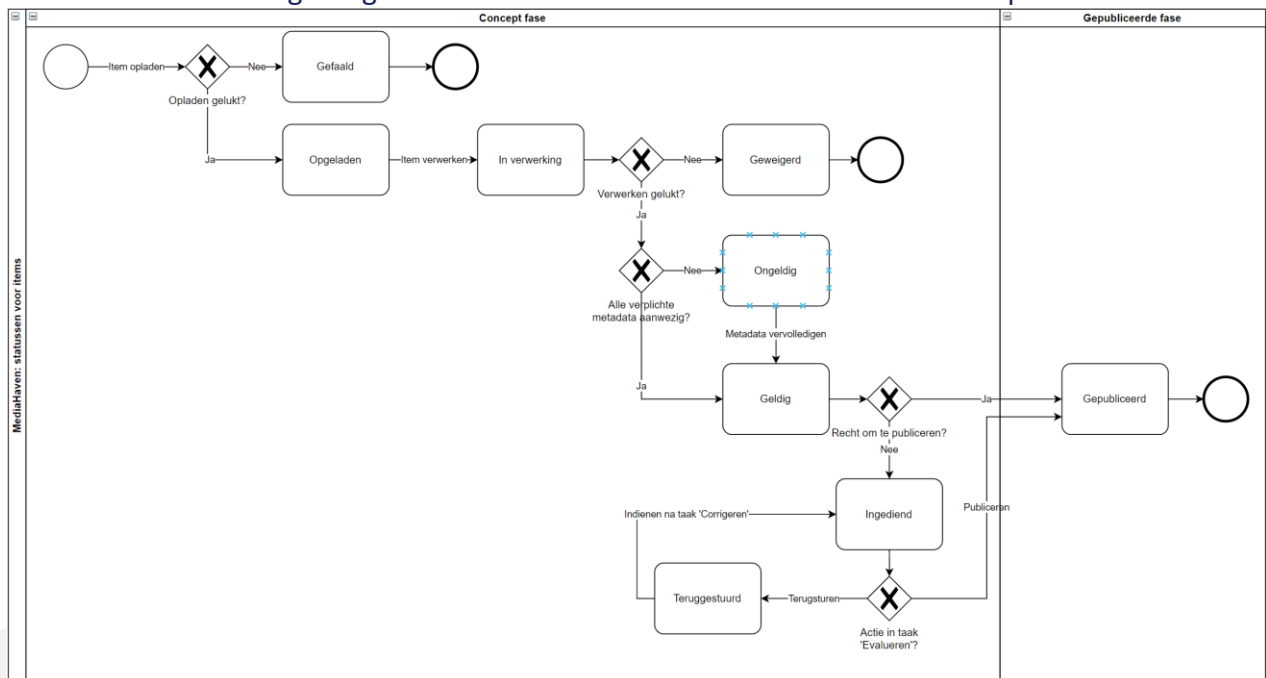 Concept fase
Gepubliceerde fase
MediaHaven: statussen voor items
Item opladen
Nee
Gefaald
Opladen gelukt?
Ja
Opgeladen
Item verwerken
In verwerking
Nee
Geweigerd
Verwerken gelukt?
Ja
Nee
Ongeldig
Alle verplichte
metadata aanwezig?
Metadata vervolledigen
Ja
Geldig
Ja
Gepubliceerd
Recht om te publiceren?
Nee
Indienen na taak 'Corrigeren'
Ingediend
Publiceren
Teruggestuurd
Terugsturen
Actie in taak
'Evalueren'?